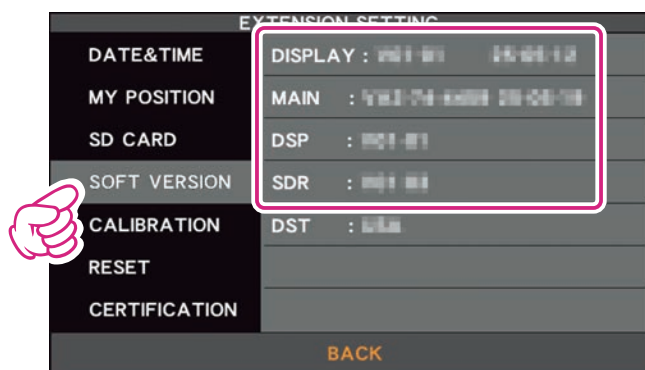 EXTENSION SETTING
DATE&TIME
DISPLAY :
MY POSITION
MAIN :
SD CARD
DSP :
SOFT VERSION
SDR :
CALIBRATION
DST :
RESET
CERTIFICATION
BACK